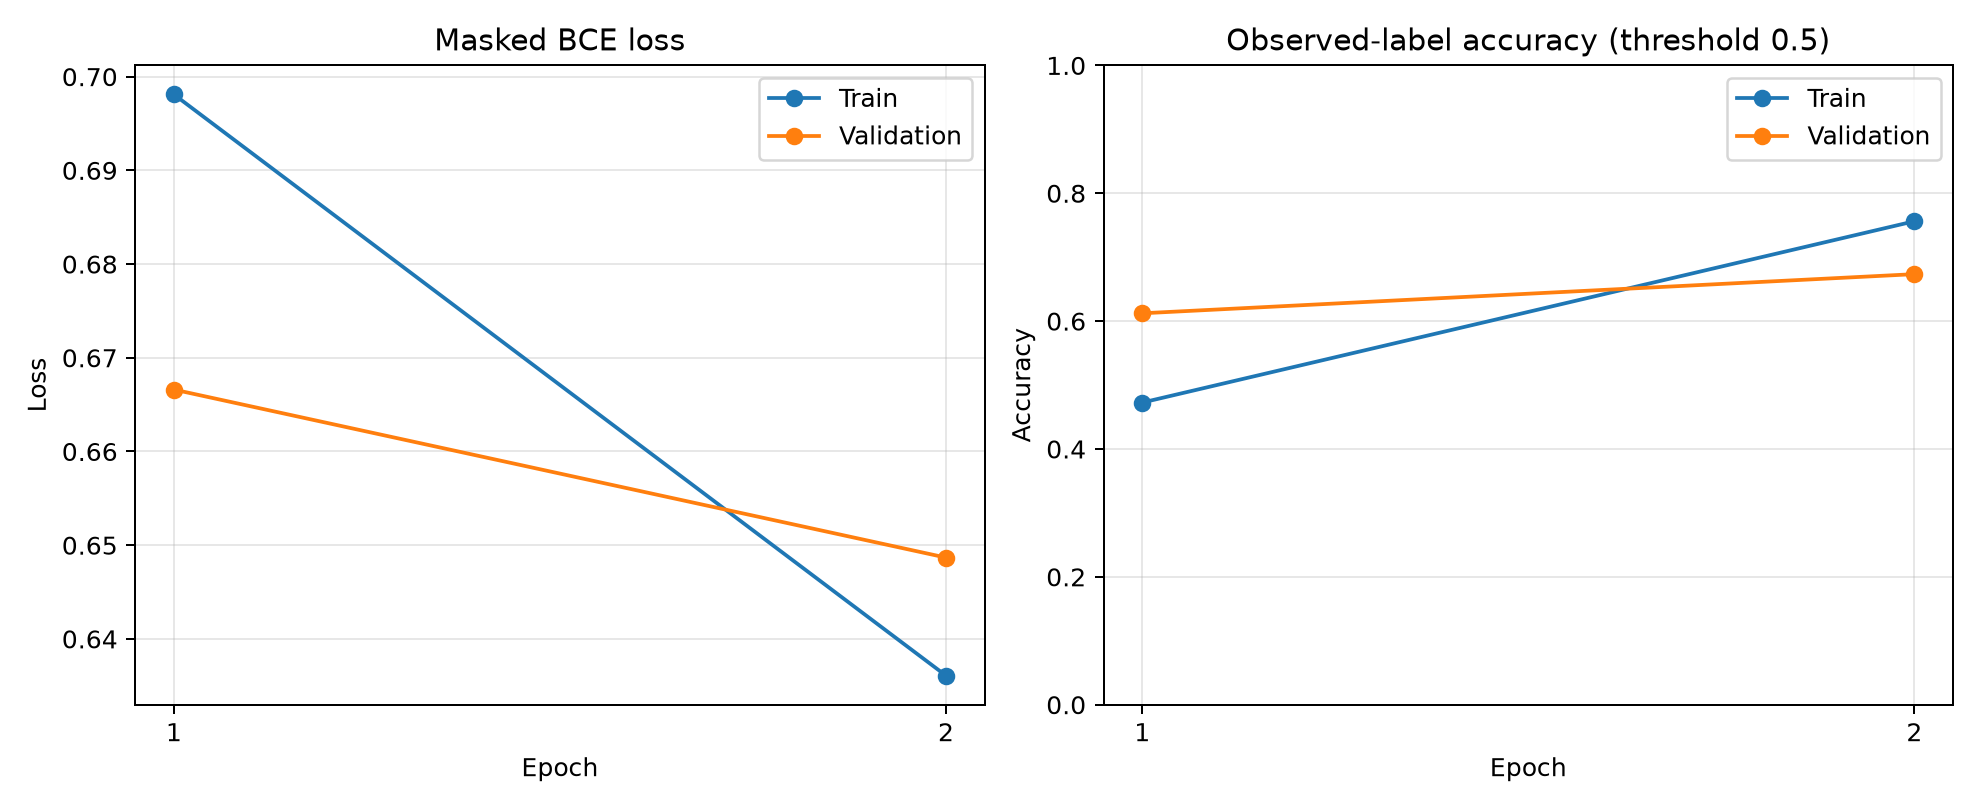 Masked BCE loss
0.70
0.69
0.68
0.67
0.66
0.65
0.64
Loss
1
2
Epoch
Train
Validation
Observed-label accuracy (threshold 0.5)
1.0
0.8
0.6
0.4
0.2
0.0
Accuracy
1
2
Epoch
Train
Validation